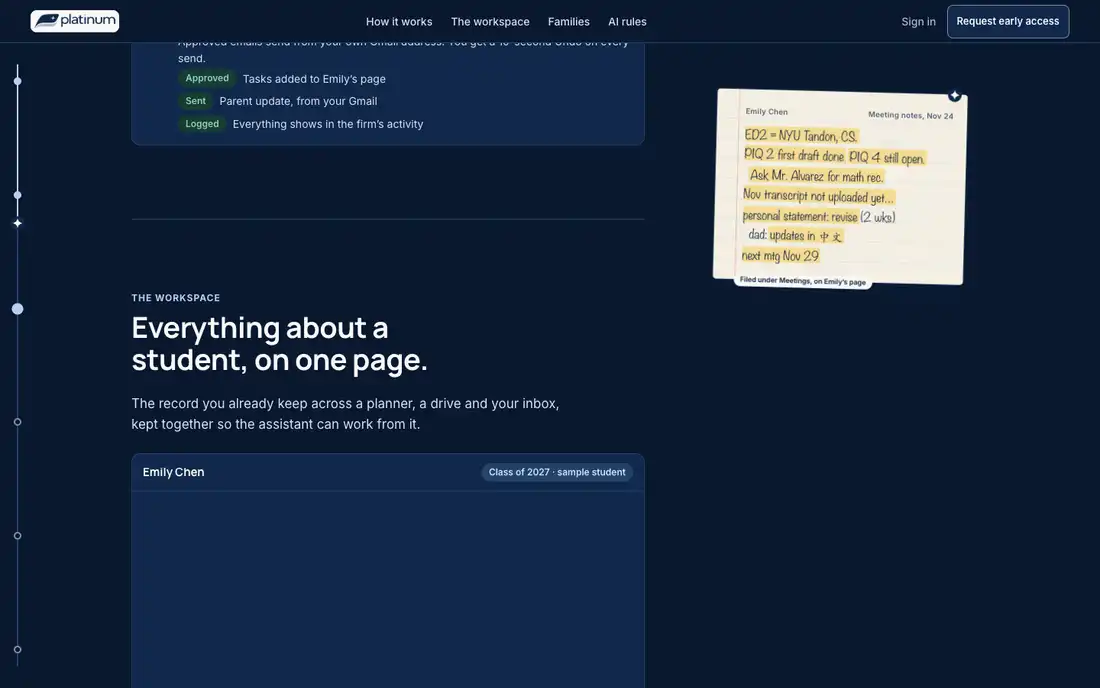 platinum
How it works
The workspace
Families
AI rules
Sign in
Request early access
Approved emails send from your own Gmail address. You get a 10-second Undo on every
send.
Approved Tasks added to Emily’s page
Sent Parent update, from your Gmail
Logged Everything shows in the firm’s activity
Emily Chen
Meeting notes, Nov 24
ED2 = NYU Tandon, CS.
PIQ 2 first draft done PIQ 4 still open.
Ask Mr. Alvarez for math rec.
Nov transcript not uploaded yet...
personal statement: revise (2 wks)
dad: updates in 中文
next mtg Nov 29
Filed under Meetings, on Emily’s page
THE WORKSPACE
Everything about a
student, on one page.
The record you already keep across a planner, a drive and your inbox,
kept together so the assistant can work from it.
Emily Chen
Class of 2027 · sample student